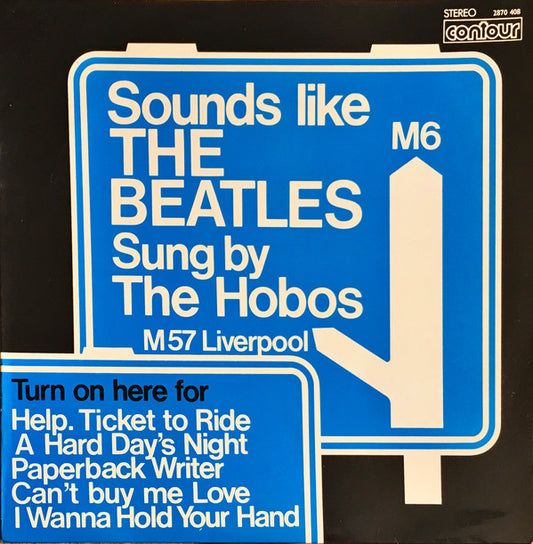 STEREO 2870 408
contour
Sounds like
THE
BEATLES
Sung by
The Hobos
M6
M57 Liverpool
Turn on here for
Help. Ticket to Ride
A Hard Day's Night
Paperback Writer
Can't buy me Love
I Wanna Hold Your Hand